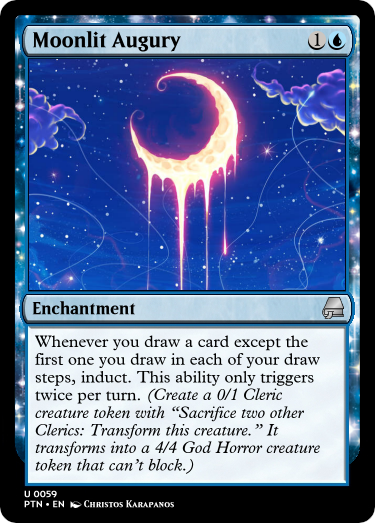 Moonlit Augury
1
Enchantment
Whenever you draw a card except the
first one you draw in each of your draw
steps, induct. This ability only triggers
twice per turn. (Create a 0/1 Cleric
creature token with “Sacrifice two other
Clerics: Transform this creature.” It
transforms into a 4/4 God Horror creature
token that can’t block.)
U 0059
PTN • EN Christos Karapanos